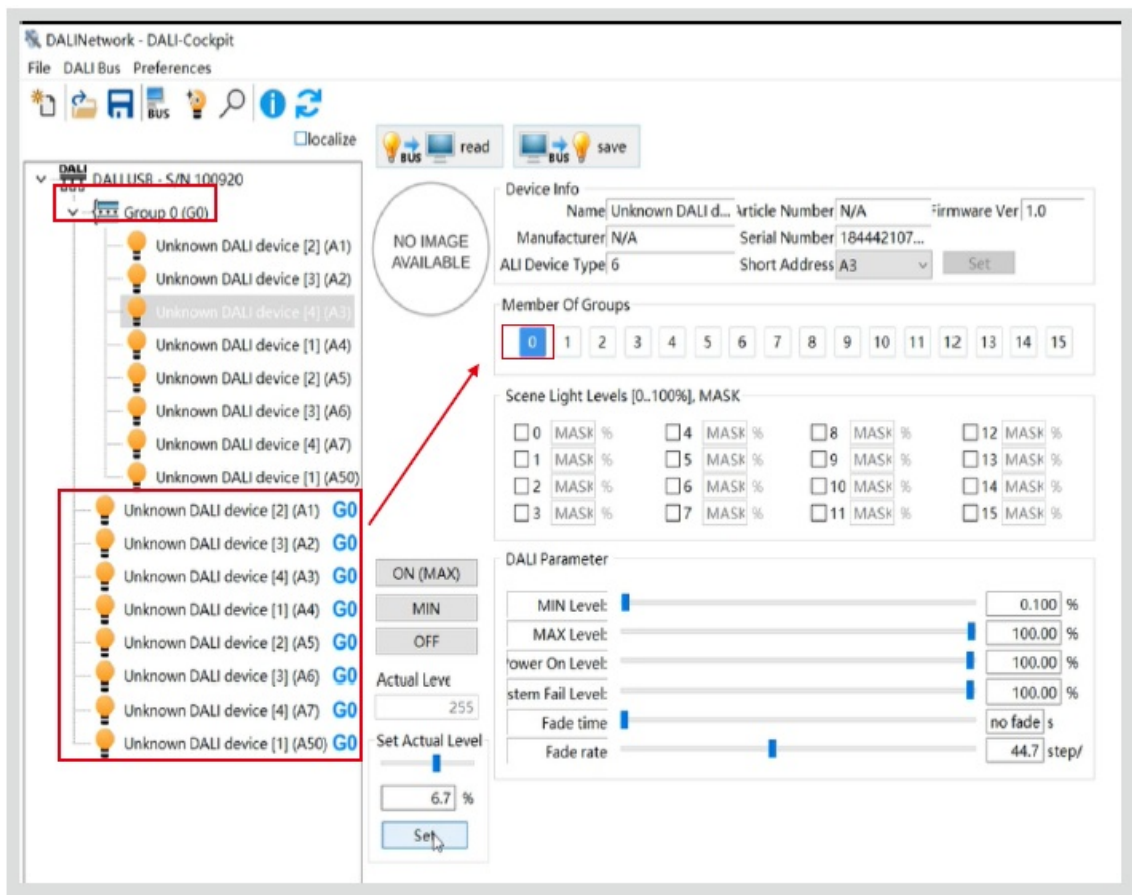 DALINetwork - DALI-Cockpit
File DALI Bus Preferences
BUS
localize
BUS read
BUS save
DALI
DALI USB - S/N 100920
Group 0 (G0)
Unknown DALI device [2] (A1)
Unknown DALI device [3] (A2)
Unknown DALI device [4] (A3)
Unknown DALI device [1] (A4)
Unknown DALI device [2] (A5)
Unknown DALI device [3] (A6)
Unknown DALI device [4] (A7)
Unknown DALI device [1] (A50)
Unknown DALI device [2] (A1) G0
Unknown DALI device [3] (A2) G0
Unknown DALI device [4] (A3) G0
Unknown DALI device [1] (A4) G0
Unknown DALI device [2] (A5) G0
Unknown DALI device [3] (A6) G0
Unknown DALI device [4] (A7) G0
Unknown DALI device [1] (A50) G0
NO IMAGE
AVAILABLE
ON (MAX)
MIN
OFF
Actual Leve
255
Set Actual Level
6.7 %
Set
Device Info
Name Unknown DALI d... Article Number N/A Firmware Ver 1.0
Manufacturer N/A Serial Number 184442107...
ALI Device Type 6 Short Address A3 Set
Member Of Groups
0 1 2 3 4 5 6 7 8 9 10 11 12 13 14 15
Scene Light Levels [0..100%], MASK
0 MASK % 4 MASK % 8 MASK % 12 MASK %
1 MASK % 5 MASK % 9 MASK % 13 MASK %
2 MASK % 6 MASK % 10 MASK % 14 MASK %
3 MASK % 7 MASK % 11 MASK % 15 MASK %
DALI Parameter
MIN Level: 0.100 %
MAX Level: 100.00 %
Power On Level: 100.00 %
stem Fail Level: 100.00 %
Fade time no fade s
Fade rate 44.7 step/